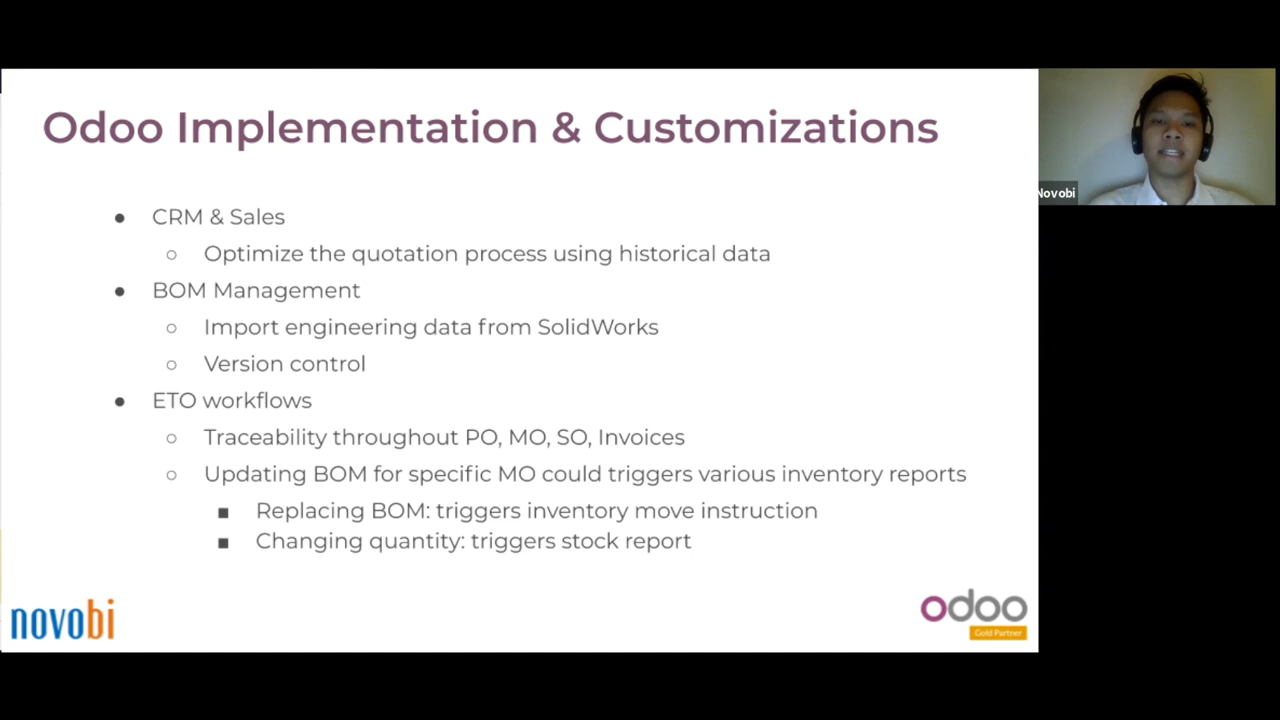 Odoo Implementation & Customizations
● CRM & Sales
○ Optimize the quotation process using historical data
● BOM Management
○ Import engineering data from SolidWorks
○ Version control
● ETO workflows
○ Traceability throughout PO, MO, SO, Invoices
○ Updating BOM for specific MO could triggers various inventory reports
■ Replacing BOM: triggers inventory move instruction
■ Changing quantity: triggers stock report
novobi
odoo
Gold Partner
Novobi